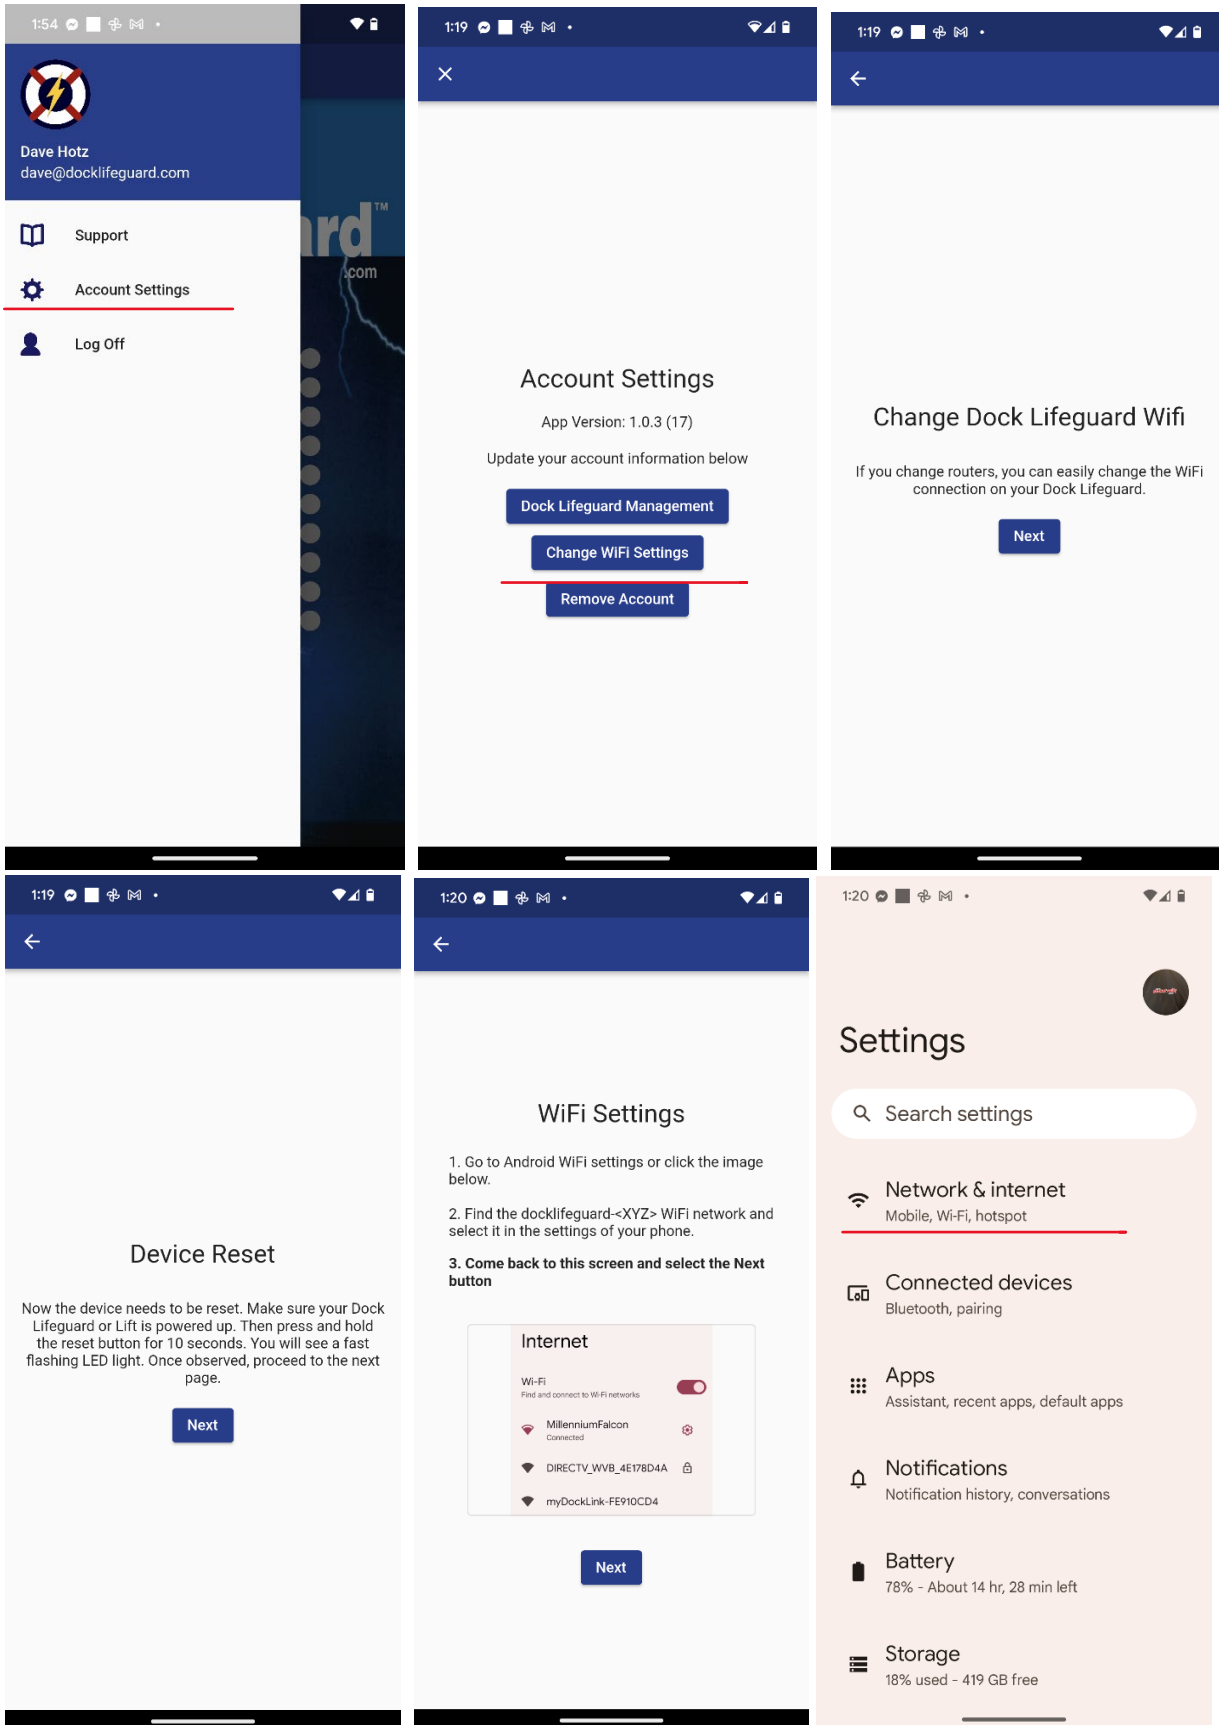 1:54
Dave Hotz
dave@docklifeguard.com
Support
Account Settings
Log Off
ard™
.com
1:19
Account Settings
App Version: 1.0.3 (17)
Update your account information below
Dock Lifeguard Management
Change WiFi Settings
Remove Account
1:19
Change Dock Lifeguard Wifi
If you change routers, you can easily change the WiFi
connection on your Dock Lifeguard.
Next
1:19
Device Reset
Now the device needs to be reset. Make sure your Dock
Lifeguard or Lift is powered up. Then press and hold
the reset button for 10 seconds. You will see a fast
flashing LED light. Once observed, proceed to the next
page.
Next
1:20
WiFi Settings
1. Go to Android WiFi settings or click the image
below.
2. Find the docklifeguard-<XYZ> WiFi network and
select it in the settings of your phone.
3. Come back to this screen and select the Next
button
Internet
Wi-Fi
Find and connect to Wi-Fi networks
MillenniumFalcon
Connected
DIRECTV_WVB_4E178D4A
myDockLink-FE910CD4
Next
1:20
Settings
Search settings
Network & internet
Mobile, Wi-Fi, hotspot
Connected devices
Bluetooth, pairing
Apps
Assistant, recent apps, default apps
Notifications
Notification history, conversations
Battery
78% - About 14 hr, 28 min left
Storage
18% used - 419 GB free